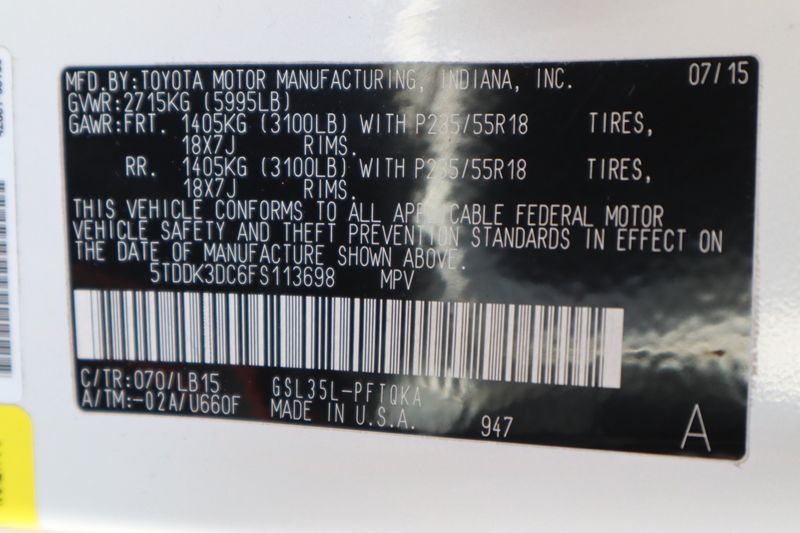 MFD.BY:TOYOTA MOTOR MANUFACTURING, INDIANA, INC. 07/15
GVWR:2715KG (5995LB)
GAWR:FRT. 1405KG (3100LB) WITH P235/55R18 TIRES,
18X7J RIMS.
RR. 1405KG (3100LB) WITH P235/55R18 TIRES,
18X7J RIMS.
THIS VEHICLE CONFORMS TO ALL APPLICABLE FEDERAL MOTOR
VEHICLE SAFETY AND THEFT PREVENTION STANDARDS IN EFFECT ON
THE DATE OF MANUFACTURE SHOWN ABOVE.
5TDDK3DC6FS113698 MPV
C/TR:070/LB15 GSL35L-PFTQKA
A/TM:-02A/U660F MADE IN U.S.A.
947
A